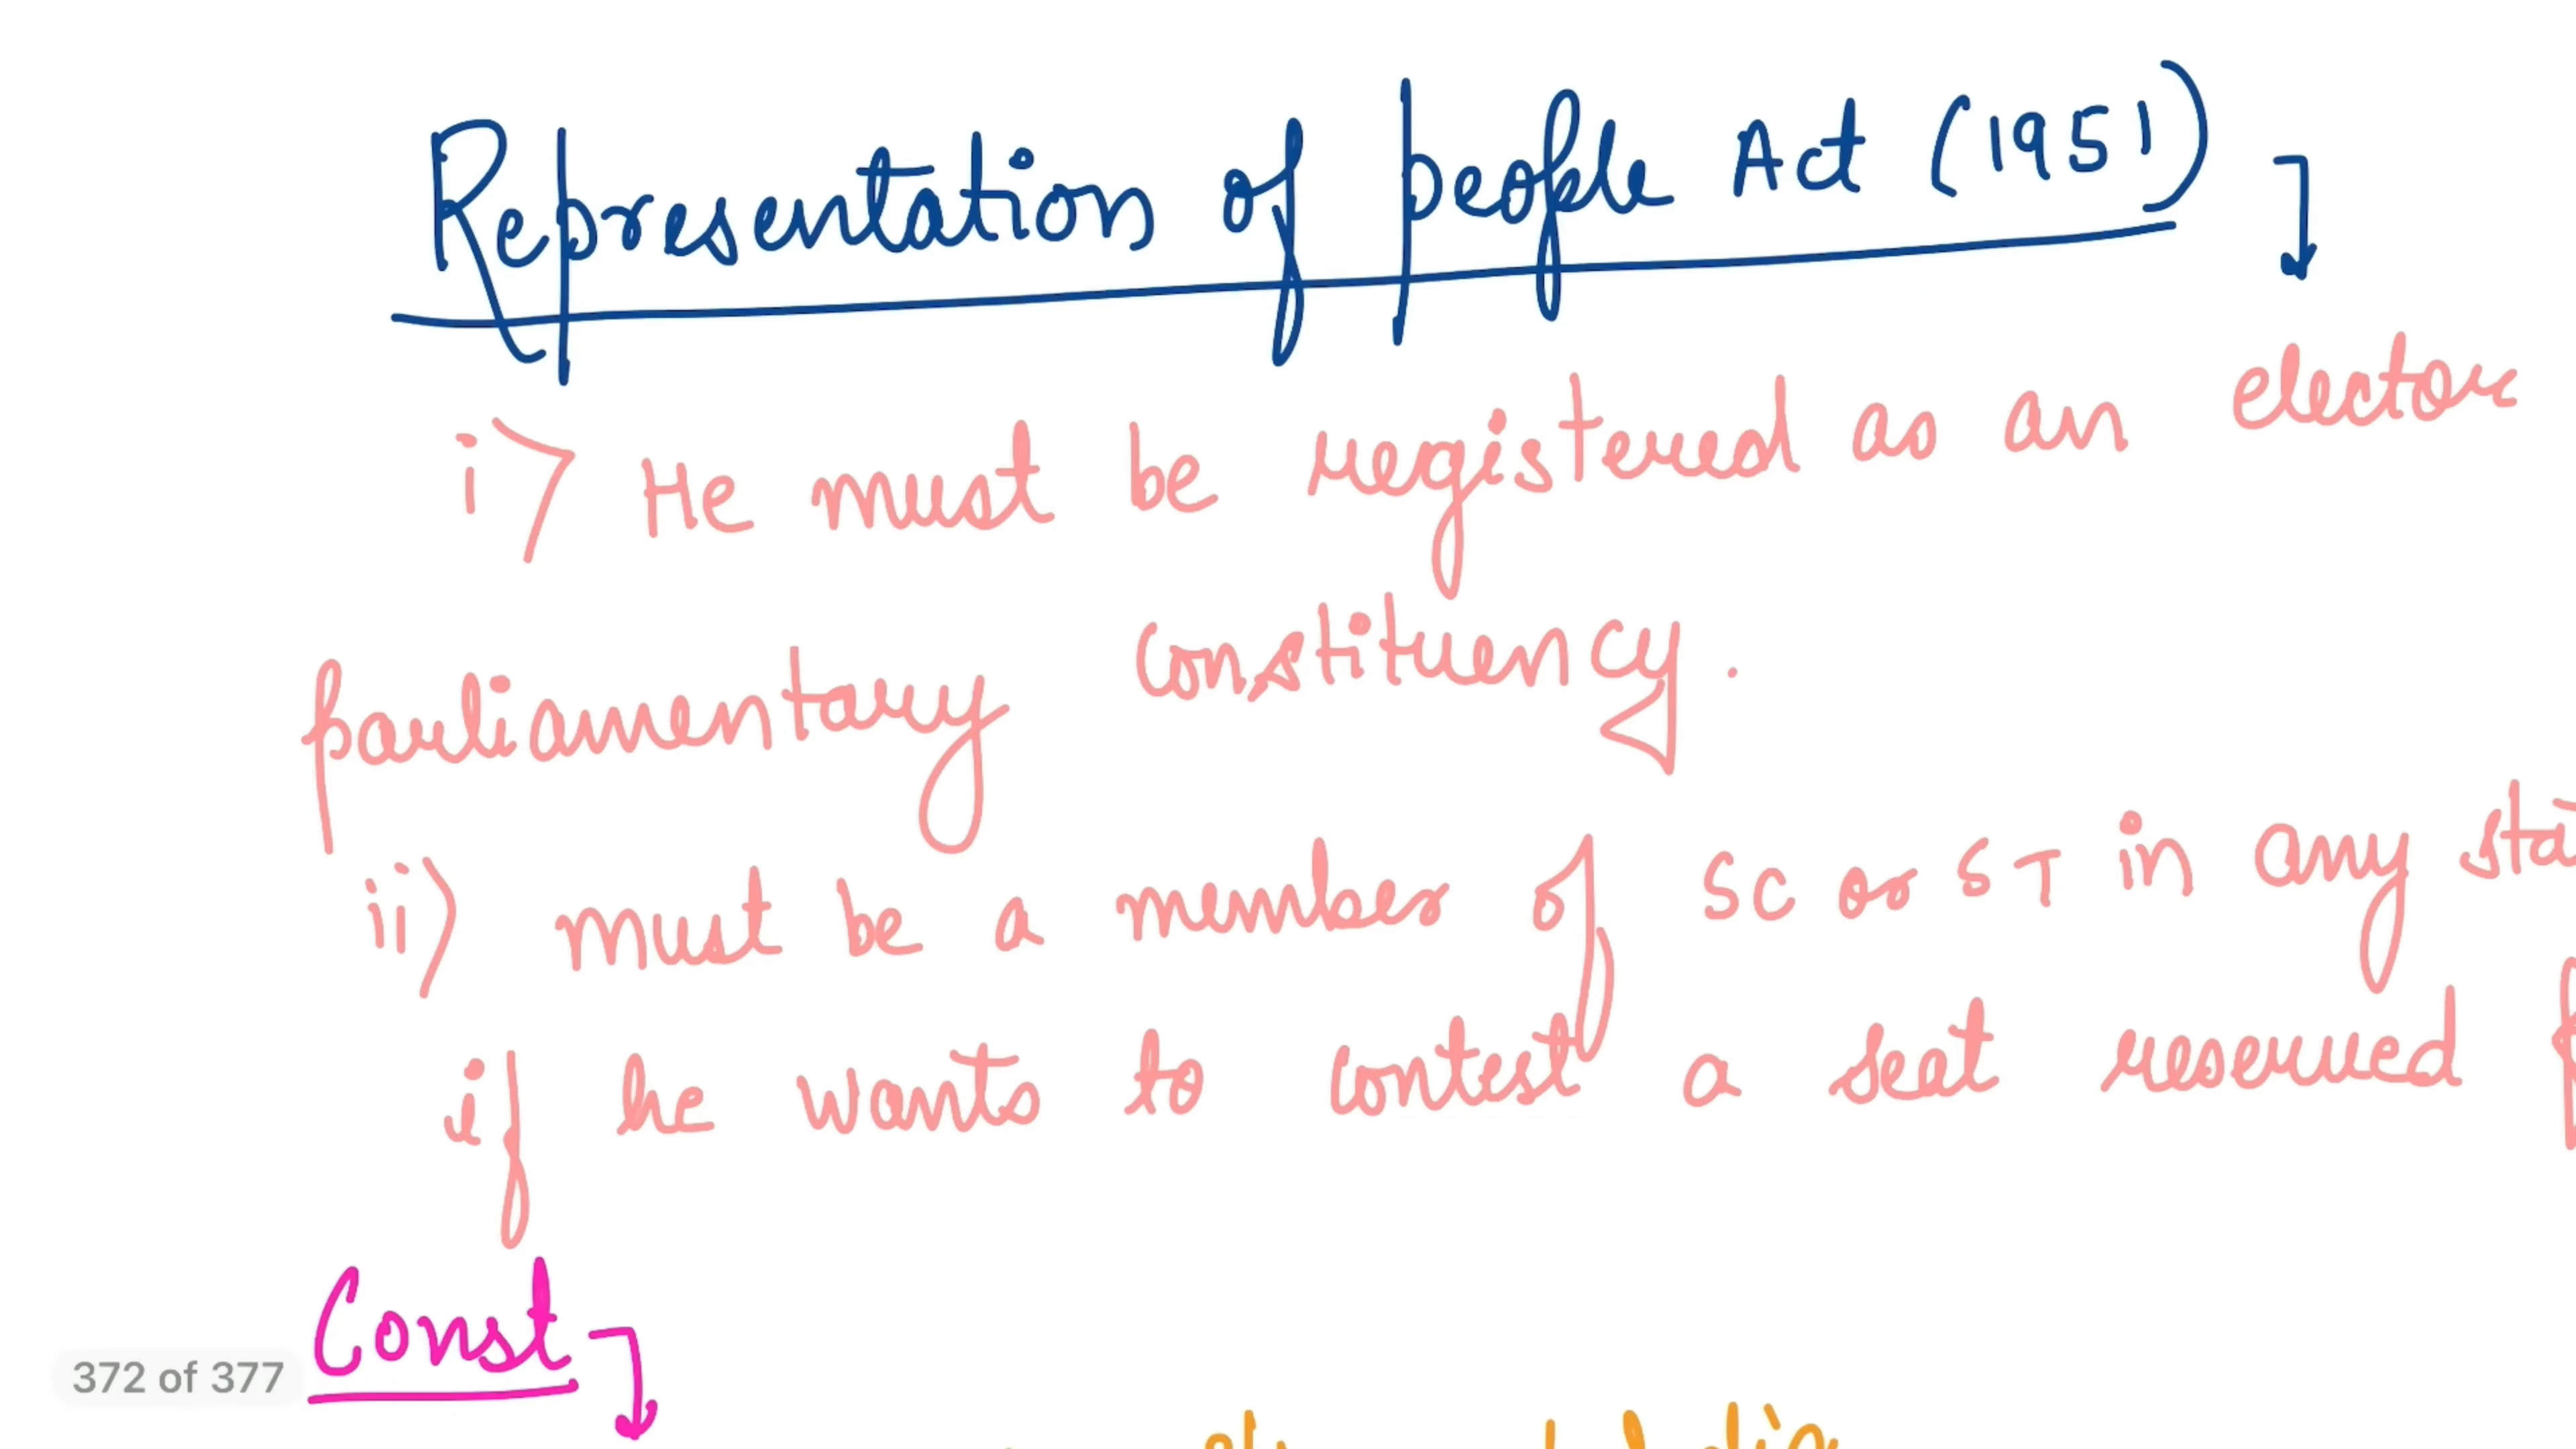 Representation of people Act (1951)
i) He must be registered as an elector
parliamentary constituency.
ii) must be a member of SC or ST in any
if he wants to contest a seat reserved
Const
372 of 377